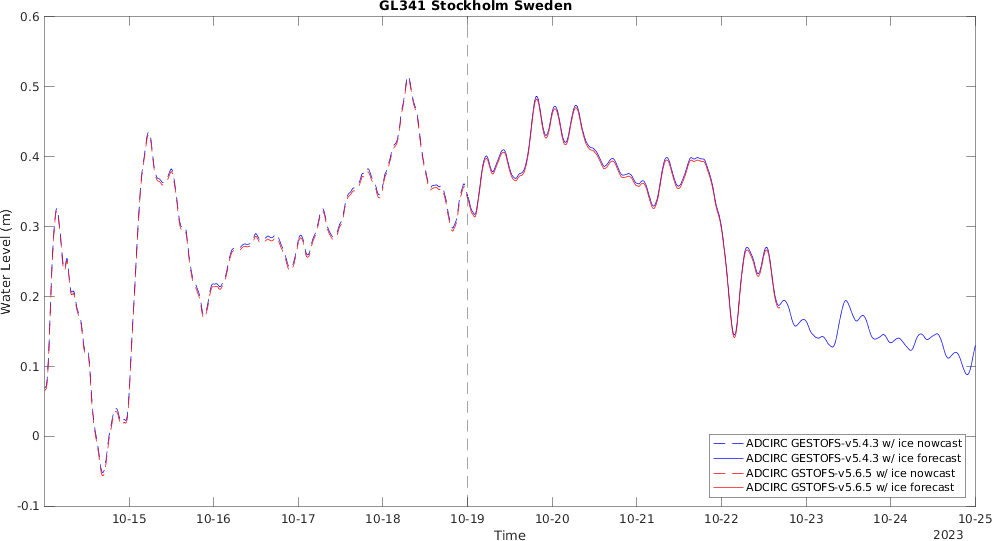 GL341 Stockholm Sweden
0.6
0.5
0.4
0.3
0.2
0.1
0
-0.1
Water Level (m)
10-15 10-16 10-17 10-18 10-19 10-20 10-21 10-22 10-23 10-24 10-25
Time
2023
ADCIRC GESTOFS-v5.4.3 w/ ice nowcast
ADCIRC GESTOFS-v5.4.3 w/ ice forecast
ADCIRC GSTOFS-v5.6.5 w/ ice nowcast
ADCIRC GSTOFS-v5.6.5 w/ ice forecast